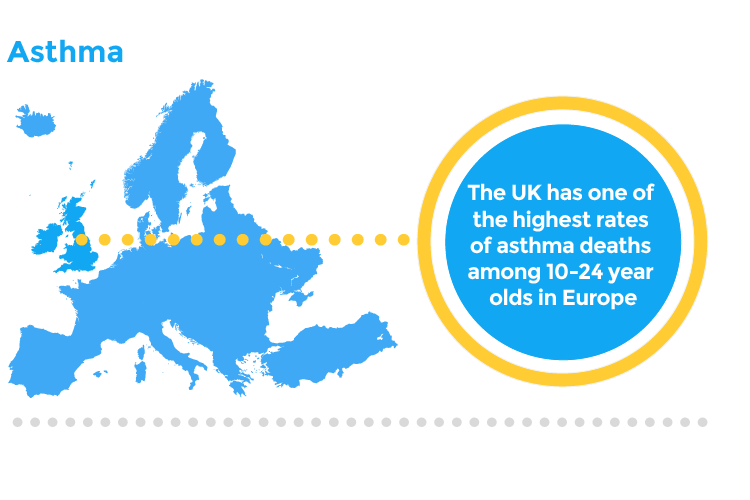 Asthma
The UK has one of
the highest rates
of asthma deaths
among 10-24 year
olds in Europe